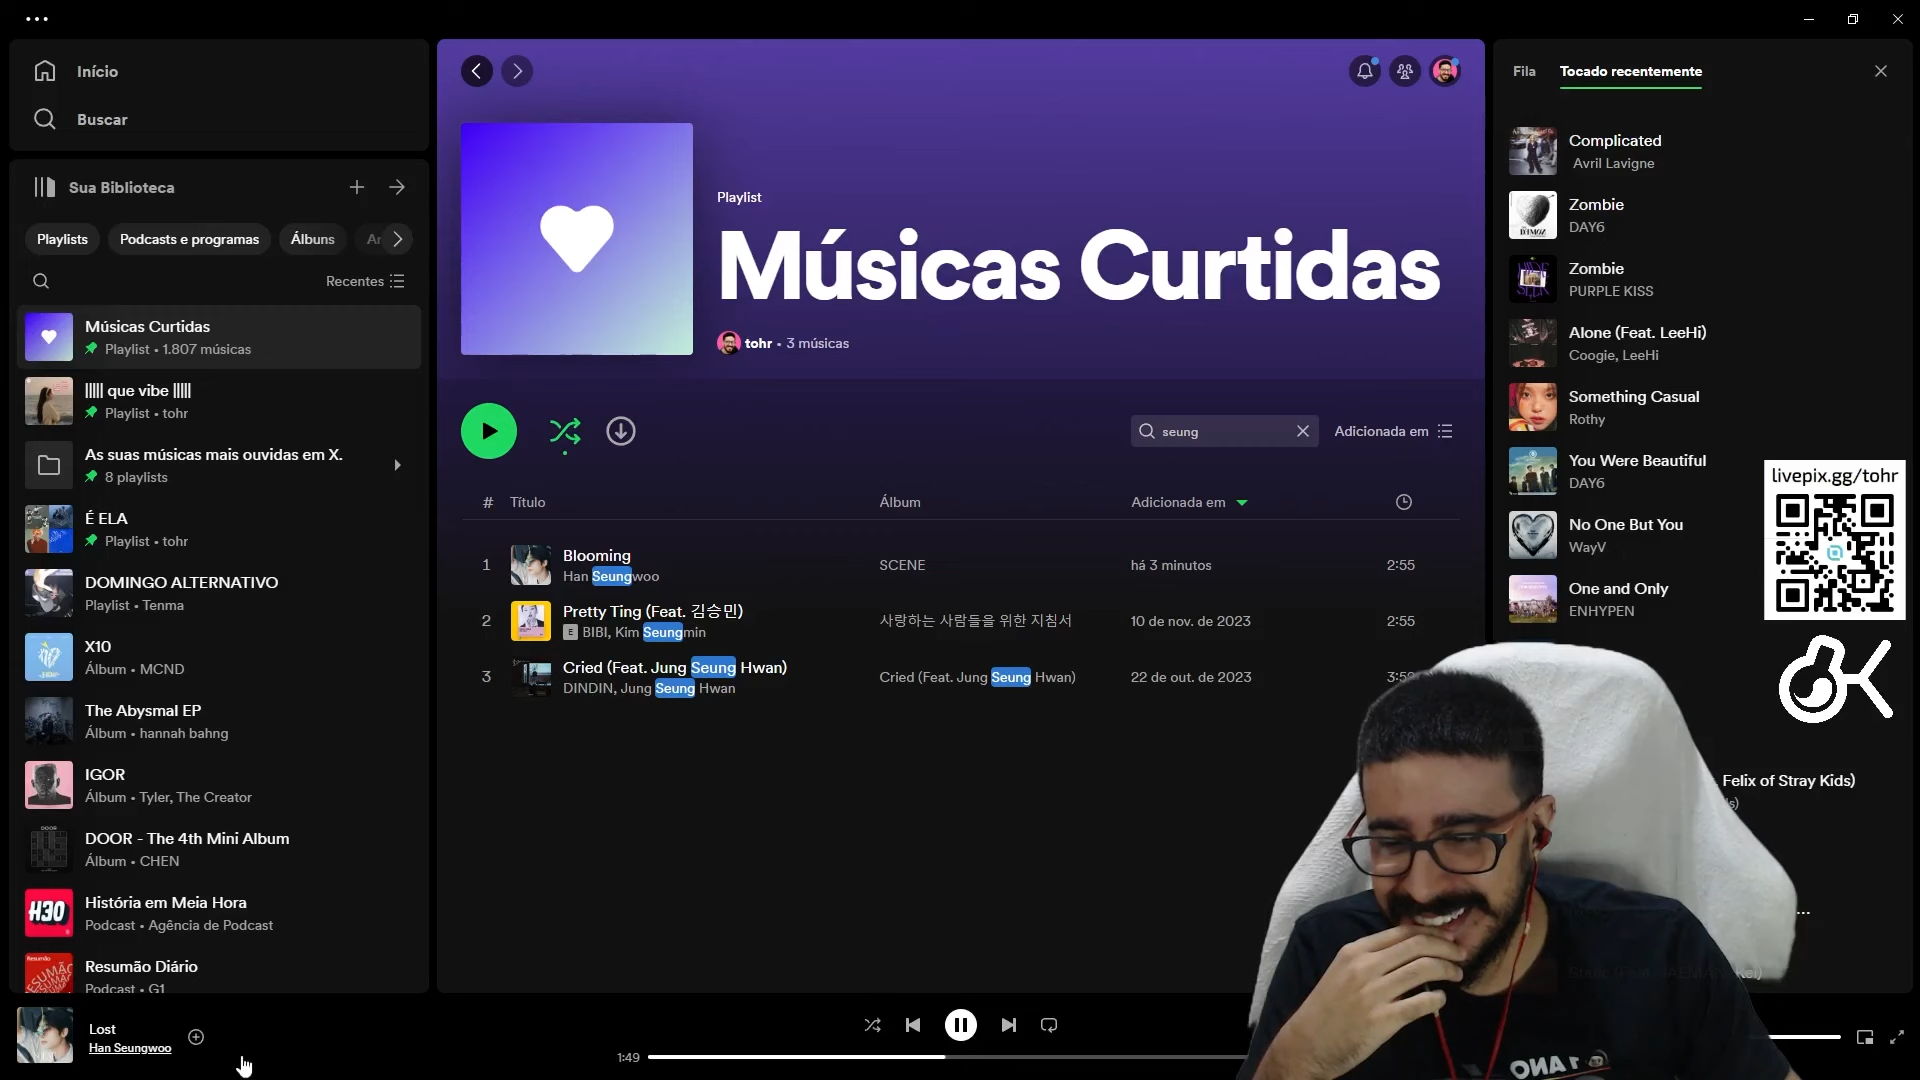 Início
Buscar
Sua Biblioteca
Playlists
Podcasts e programas
Álbuns
Ar
Recentes
Músicas Curtidas
Playlist • 1.807 músicas
||||| que vibe |||||
Playlist • tohr
As suas músicas mais ouvidas em X.
8 playlists
É ELA
Playlist • tohr
DOMINGO ALTERNATIVO
Playlist • Tenma
X10
Álbum • MCND
The Abysmal EP
Álbum • hannah bahng
IGOR
Álbum • Tyler, The Creator
DOOR - The 4th Mini Album
Álbum • CHEN
H30
História em Meia Hora
Podcast • Agência de Podcast
Resumão Diário
Podcast • G1
Playlist
Músicas Curtidas
tohr • 3 músicas
seung
Adicionada em
# Título Álbum Adicionada em
1 Blooming SCENE há 3 minutos 2:55
Han Seungwoo
2 Pretty Ting (Feat. 김승민) 사랑하는 사람들을 위한 지침서 10 de nov. de 2023 2:55
E BIBI, Kim Seungmin
3 Cried (Feat. Jung Seung Hwan) Cried (Feat. Jung Seung Hwan) 22 de out. de 2023
DINDIN, Jung Seung Hwan
Fila
Tocado recentemente
Complicated
Avril Lavigne
Zombie
DAY6
Zombie
PURPLE KISS
Alone (Feat. LeeHi)
Coogie, LeeHi
Something Casual
Rothy
You Were Beautiful
DAY6
No One But You
WayV
One and Only
ENHYPEN
livepix.gg/tohr
Felix of Stray Kids)
Lost
Han Seungwoo
1:49